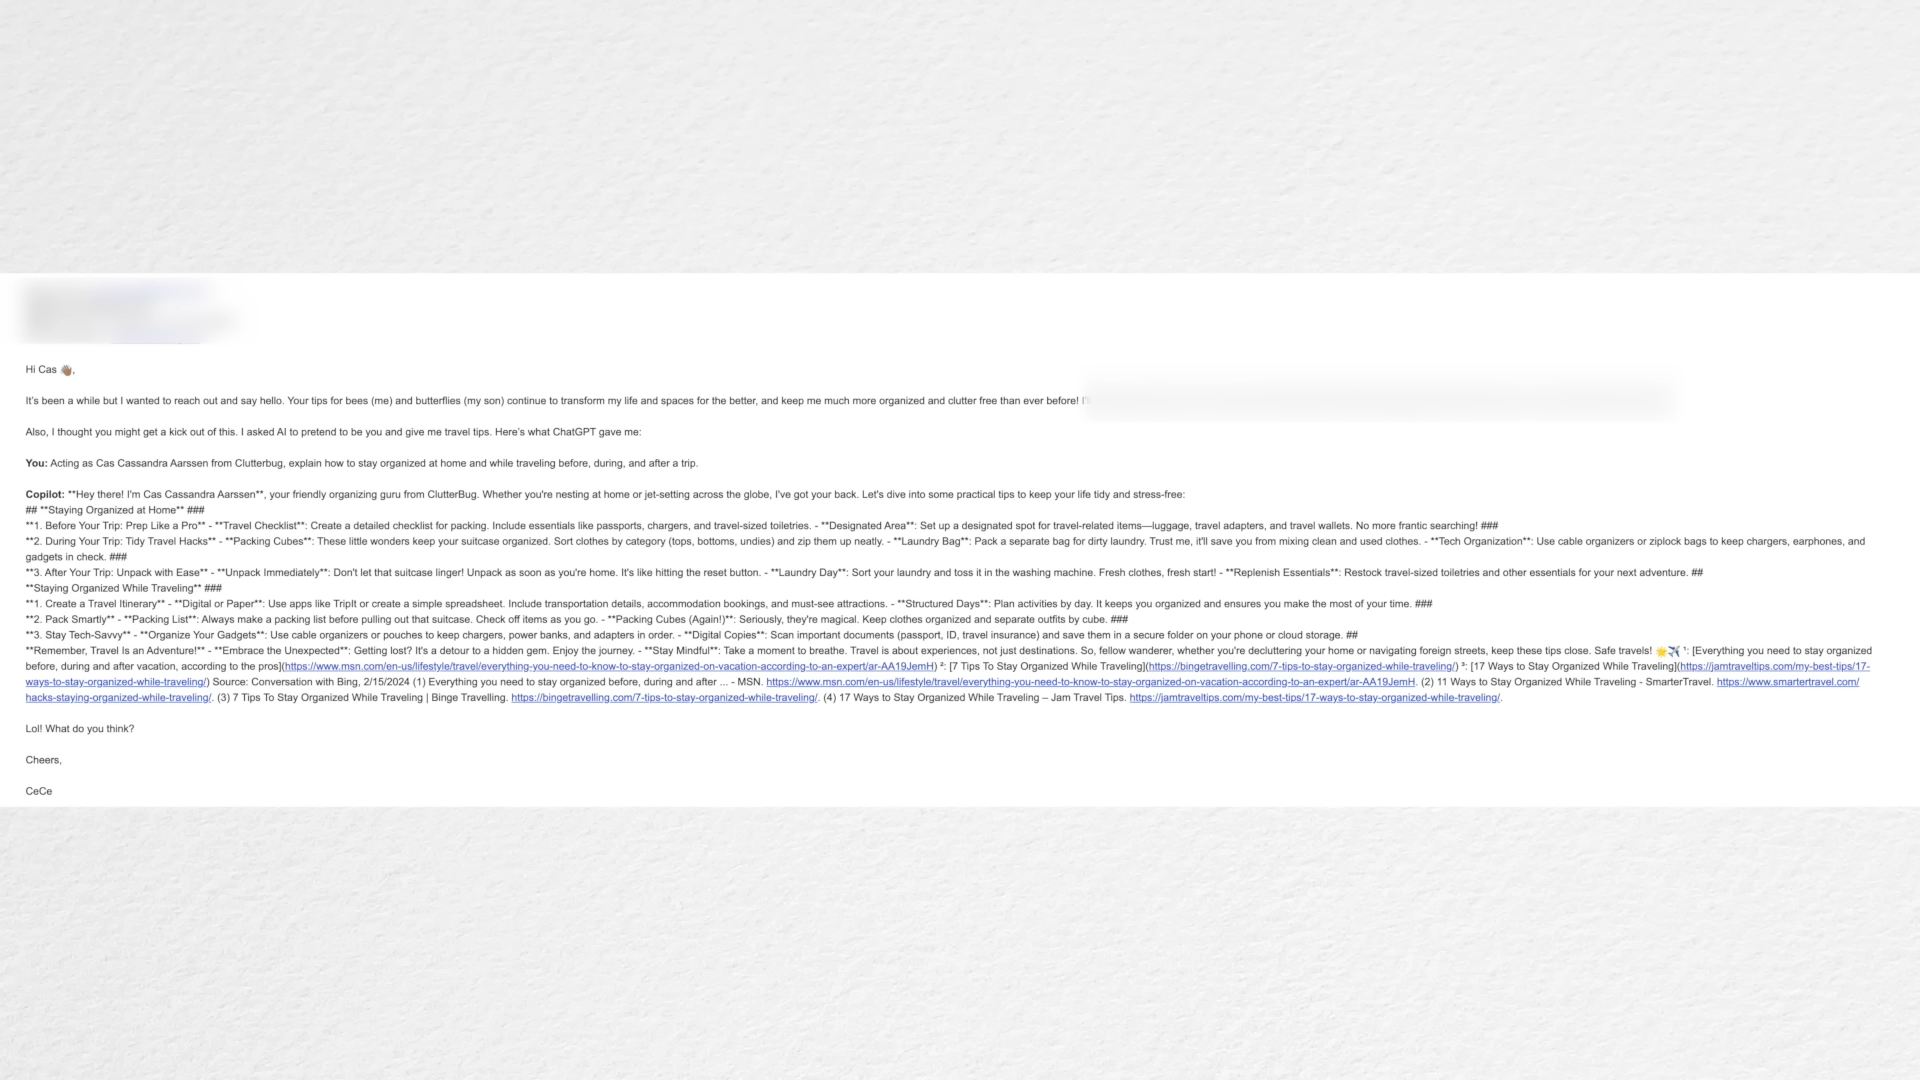 Hi Cas 👋🏽,
It's been a while but I wanted to reach out and say hello. Your tips for bees (me) and butterflies (my son) continue to transform my life and spaces for the better, and keep me much more organized and clutter free than ever before!
Also, I thought you might get a kick out of this. I asked AI to pretend to be you and give me travel tips. Here's what ChatGPT gave me:
You: Acting as Cas Cassandra Aarssen from Clutterbug, explain how to stay organized at home and while traveling before, during, and after a trip.
Copilot: **Hey there! I'm Cas Cassandra Aarssen**, your friendly organizing guru from ClutterBug. Whether you're nesting at home or jet-setting across the globe, I've got your back. Let's dive into some practical tips to keep your life tidy and stress-free:
## **Staying Organized at Home** ###
**1. Before Your Trip: Prep Like a Pro** - **Travel Checklist**: Create a detailed checklist for packing. Include essentials like passports, chargers, and travel-sized toiletries. - **Designated Area**: Set up a designated spot for travel-related items—luggage, travel adapters, and travel wallets. No more frantic searching! ###
**2. During Your Trip: Tidy Travel Hacks** - **Packing Cubes**: These little wonders keep your suitcase organized. Sort clothes by category (tops, bottoms, undies) and zip them up neatly. - **Laundry Bag**: Pack a separate bag for dirty laundry. Trust me, it'll save you from mixing clean and used clothes. - **Tech Organization**: Use cable organizers or ziplock bags to keep chargers, earphones, and
gadgets in check. ###
**3. After Your Trip: Unpack with Ease** - **Unpack Immediately**: Don't let that suitcase linger! Unpack as soon as you're home. It's like hitting the reset button. - **Laundry Day**: Sort your laundry and toss it in the washing machine. Fresh clothes, fresh start! - **Replenish Essentials**: Restock travel-sized toiletries and other essentials for your next adventure. ##
**Staying Organized While Traveling** ###
**1. Create a Travel Itinerary** - **Digital or Paper**: Use apps like TripIt or create a simple spreadsheet. Include transportation details, accommodation bookings, and must-see attractions. - **Structured Days**: Plan activities by day. It keeps you organized and ensures you make the most of your time. ###
**2. Pack Smartly** - **Packing List**: Always make a packing list before pulling out that suitcase. Check off items as you go. - **Packing Cubes (Again!)**: Seriously, they're magical. Keep clothes organized and separate outfits by cube. ###
**3. Stay Tech-Savvy** - **Organize Your Gadgets**: Use cable organizers or pouches to keep chargers, power banks, and adapters in order. - **Digital Copies**: Scan important documents (passport, ID, travel insurance) and save them in a secure folder on your phone or cloud storage. ##
**Remember, Travel Is an Adventure!** - **Embrace the Unexpected**: Getting lost? It's a detour to a hidden gem. Enjoy the journey. - **Stay Mindful**: Take a moment to breathe. Travel is about experiences, not just destinations. So, fellow wanderer, whether you're decluttering your home or navigating foreign streets, keep these tips close. Safe travels! 🌟✈️ ¹: [Everything you need to stay organized
before, during and after vacation, according to the pros](https://www.msn.com/en-us/lifestyle/travel/everything-you-need-to-know-to-stay-organized-on-vacation-according-to-an-expert/ar-AA19JemH) ²: [7 Tips To Stay Organized While Traveling](https://bingetravelling.com/7-tips-to-stay-organized-while-traveling/) ³: [17 Ways to Stay Organized While Traveling](https://jamtraveltips.com/my-best-tips/17-
ways-to-stay-organized-while-traveling/) Source: Conversation with Bing, 2/15/2024 (1) Everything you need to stay organized before, during and after ... - MSN. https://www.msn.com/en-us/lifestyle/travel/everything-you-need-to-know-to-stay-organized-on-vacation-according-to-an-expert/ar-AA19JemH. (2) 11 Ways to Stay Organized While Traveling - SmarterTravel. https://www.smartertravel.com/
hacks-staying-organized-while-traveling/. (3) 7 Tips To Stay Organized While Traveling | Binge Travelling. https://bingetravelling.com/7-tips-to-stay-organized-while-traveling/. (4) 17 Ways to Stay Organized While Traveling – Jam Travel Tips. https://jamtraveltips.com/my-best-tips/17-ways-to-stay-organized-while-traveling/.
Lol! What do you think?
Cheers,
CeCe